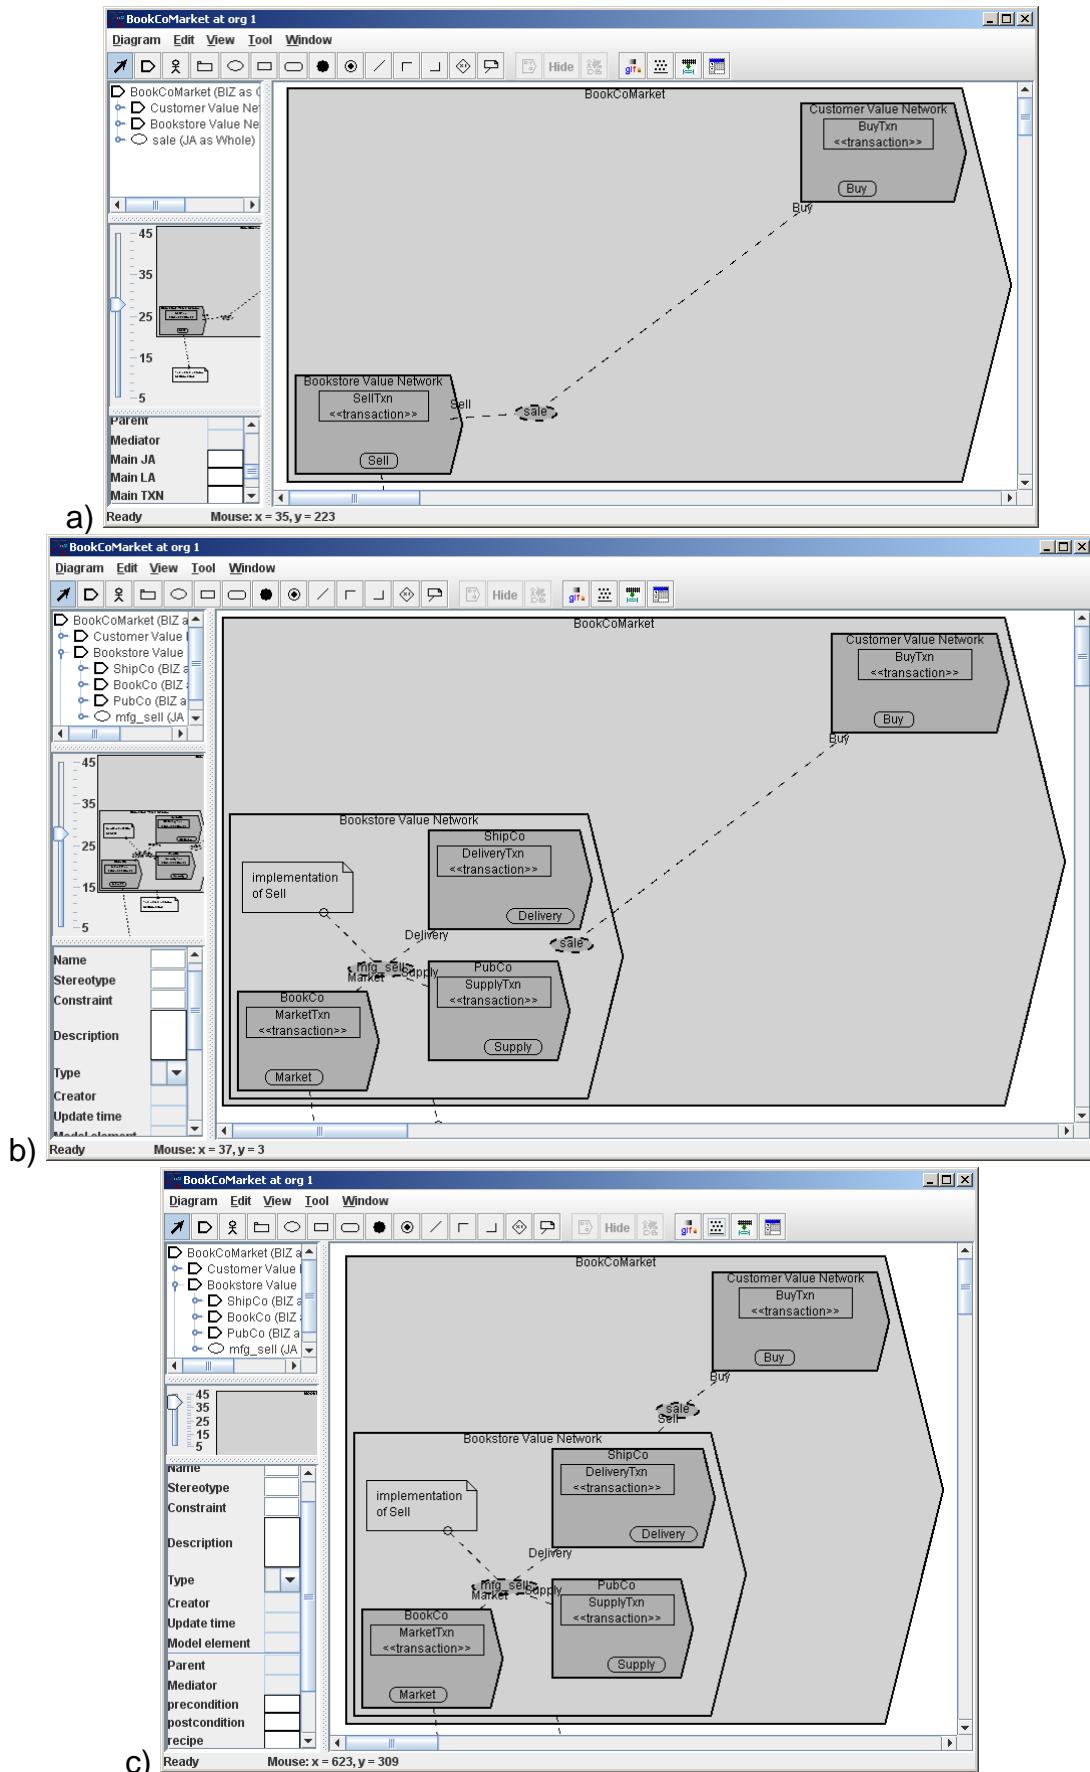 BookCoMarket at org 1
Diagram Edit View Tool Window
Hide
BookCoMarket (BIZ as
Customer Value Ne
Bookstore Value Ne
sale (JA as Whole)
45
35
25
15
5
Parent
Mediator
Main JA
Main LA
Main TXN
BookCoMarket
Customer Value Network
BuyTxn
<<transaction>>
Buy
Buy
Bookstore Value Network
SellTxn
<<transaction>>
Sell
Sell
sale
Ready Mouse: x = 35, y = 223
a)
BookCoMarket at org 1
Diagram Edit View Tool Window
Hide
BookCoMarket (BIZ a
Customer Value
Bookstore Value
ShipCo (BIZ a
BookCo (BIZ
PubCo (BIZ a
mfg_sell (JA
45
35
25
15
5
Name
Stereotype
Constraint
Description
Type
Creator
Update time
Model element
BookCoMarket
Customer Value Network
BuyTxn
<<transaction>>
Buy
Buy
Bookstore Value Network
ShipCo
DeliveryTxn
<<transaction>>
Delivery
implementation
of Sell
Delivery
sale
mfg_sell
Supply
Market
PubCo
SupplyTxn
<<transaction>>
Supply
BookCo
MarketTxn
<<transaction>>
Market
Ready Mouse: x = 37, y = 3
b)
BookCoMarket at org 1
Diagram Edit View Tool Window
Hide
BookCoMarket (BIZ a
Customer Value
Bookstore Value
ShipCo (BIZ a
BookCo (BIZ
PubCo (BIZ a
mfg_sell (JA
45
35
25
15
5
Name
Stereotype
Constraint
Description
Type
Creator
Update time
Model element
Parent
Mediator
precondition
postcondition
recipe
BookCoMarket
Customer Value Network
BuyTxn
<<transaction>>
Buy
Buy
sale
Sell
Bookstore Value Network
ShipCo
DeliveryTxn
<<transaction>>
Delivery
implementation
of Sell
Delivery
mfg_sell
Supply
Market
PubCo
SupplyTxn
<<transaction>>
Supply
BookCo
MarketTxn
<<transaction>>
Market
Ready Mouse: x = 623, y = 309
c)